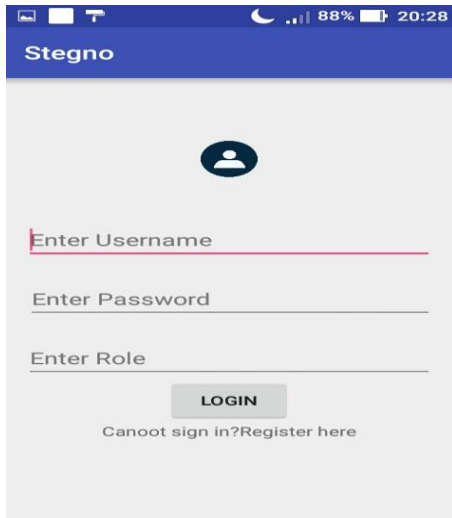 88% 20:28
Stegno
Enter Username
Enter Password
Enter Role
LOGIN
Canoot sign in?Register here